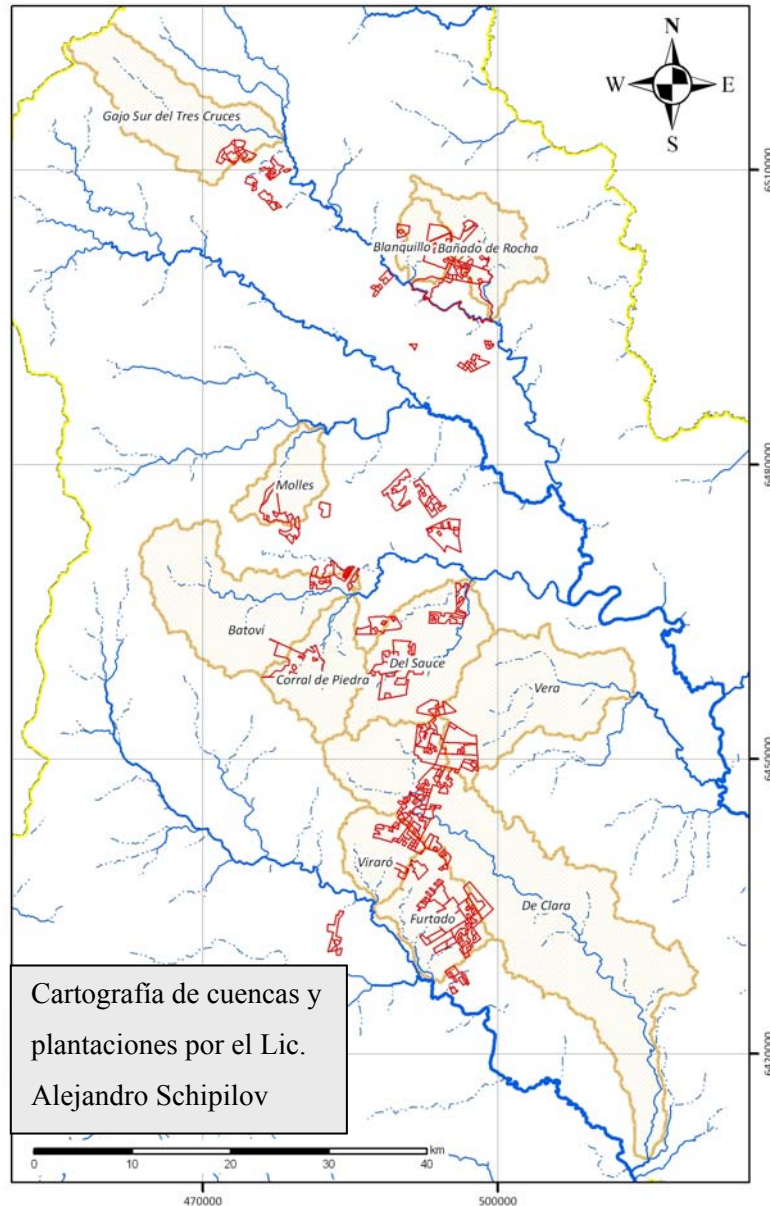 N
W E
S
Gajo Sur del Tres Cruces
6510000
Blanquillo Bañado de Rocha
6480000
Molles
Batoví
Del Sauce
Corral de Piedra
Vera
6450000
Viraró
De Clara
Furtado
Cartografía de cuencas y
plantaciones por el Lic.
Alejandro Schipilov
6420000
km
0 10 20 30 40
470000 500000